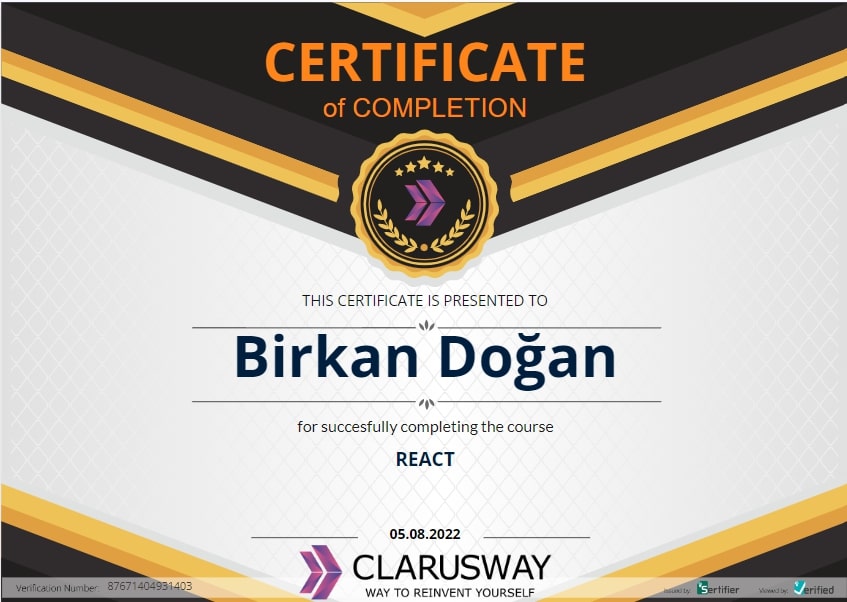 CERTIFICATE
of COMPLETION
THIS CERTIFICATE IS PRESENTED TO
Birkan Doğan
for succesfully completing the course
REACT
05.08.2022
CLARUSWAY
WAY TO REINVENT YOURSELF
Verification Number: 87671404931403
Issued by: Sertifier
Viewed by: Verified